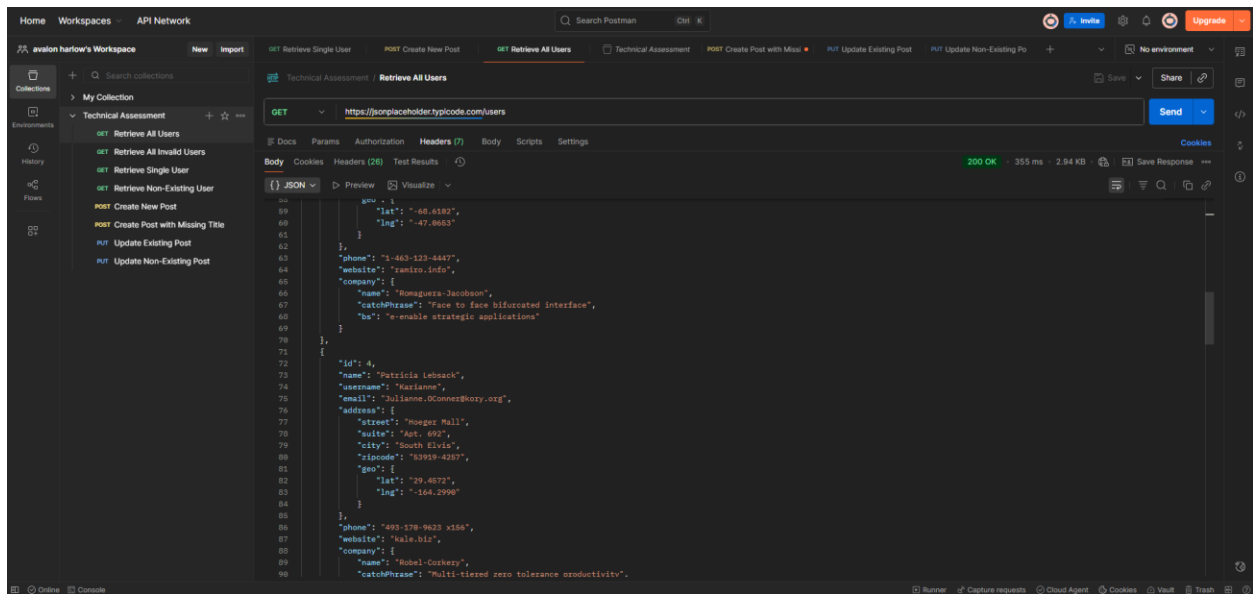 Home Workspaces API Network Search Postman Ctrl K Invite Upgrade
avalon harlow's Workspace New Import GET Retrieve Single User POST Create New Post GET Retrieve All Users Technical Assessment POST Create Post with Missi PUT Update Existing Post PUT Update Non-Existing Po No environment
Collections
Environments
History
Flows
Search collections
My Collection
Technical Assessment
GET Retrieve All Users
GET Retrieve All Invalid Users
GET Retrieve Single User
GET Retrieve Non-Existing User
POST Create New Post
POST Create Post with Missing Title
PUT Update Existing Post
PUT Update Non-Existing Post
Technical Assessment / Retrieve All Users Save Share
GET https://jsonplaceholder.typicode.com/users Send
Docs Params Authorization Headers (7) Body Scripts Settings Cookies
Body Cookies Headers (26) Test Results 200 OK · 355 ms · 2.94 KB · Save Response
{} JSON Preview Visualize
58 "geo": {
59 "lat": "-68.6102",
60 "lng": "-47.0653"
61 }
62 },
63 "phone": "1-463-123-4447",
64 "website": "ramiro.info",
65 "company": {
66 "name": "Romaguera-Jacobson",
67 "catchPhrase": "Face to face bifurcated interface",
68 "bs": "e-enable strategic applications"
69 }
70 },
71 {
72 "id": 4,
73 "name": "Patricia Lebsack",
74 "username": "Karianne",
75 "email": "Julianne.OConner@kory.org",
76 "address": {
77 "street": "Hoeger Mall",
78 "suite": "Apt. 692",
79 "city": "South Elvis",
80 "zipcode": "53919-4257",
81 "geo": {
82 "lat": "29.4572",
83 "lng": "-164.2990"
84 }
85 },
86 "phone": "493-170-9623 x156",
87 "website": "kale.biz",
88 "company": {
89 "name": "Robel-Corkery",
90 "catchPhrase": "Multi-tiered zero tolerance productivity",
Online Console Runner Capture requests Cloud Agent Cookies Vault Trash